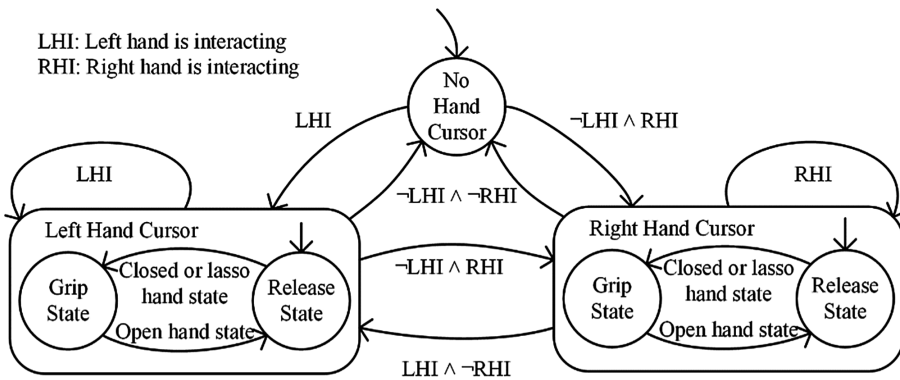 LHI: Left hand is interacting
RHI: Right hand is interacting
No
Hand
Cursor
LHI
¬LHI ∧ RHI
LHI
¬LHI ∧ ¬RHI
RHI
Left Hand Cursor
Grip
State
Closed or lasso
hand state
Open hand state
Release
State
¬LHI ∧ RHI
LHI ∧ ¬RHI
Right Hand Cursor
Grip
State
Closed or lasso
hand state
Open hand state
Release
State